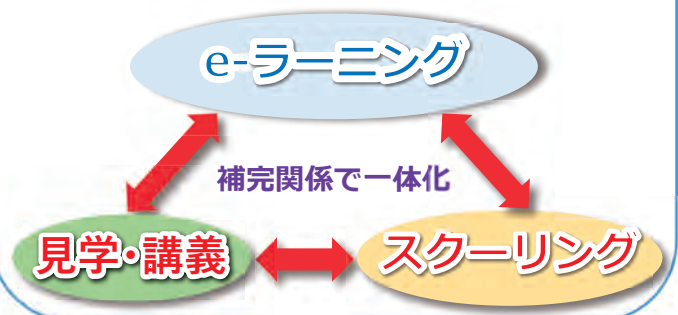 e-ラーニング
補完関係で一体化
見学・講義
スクーリング